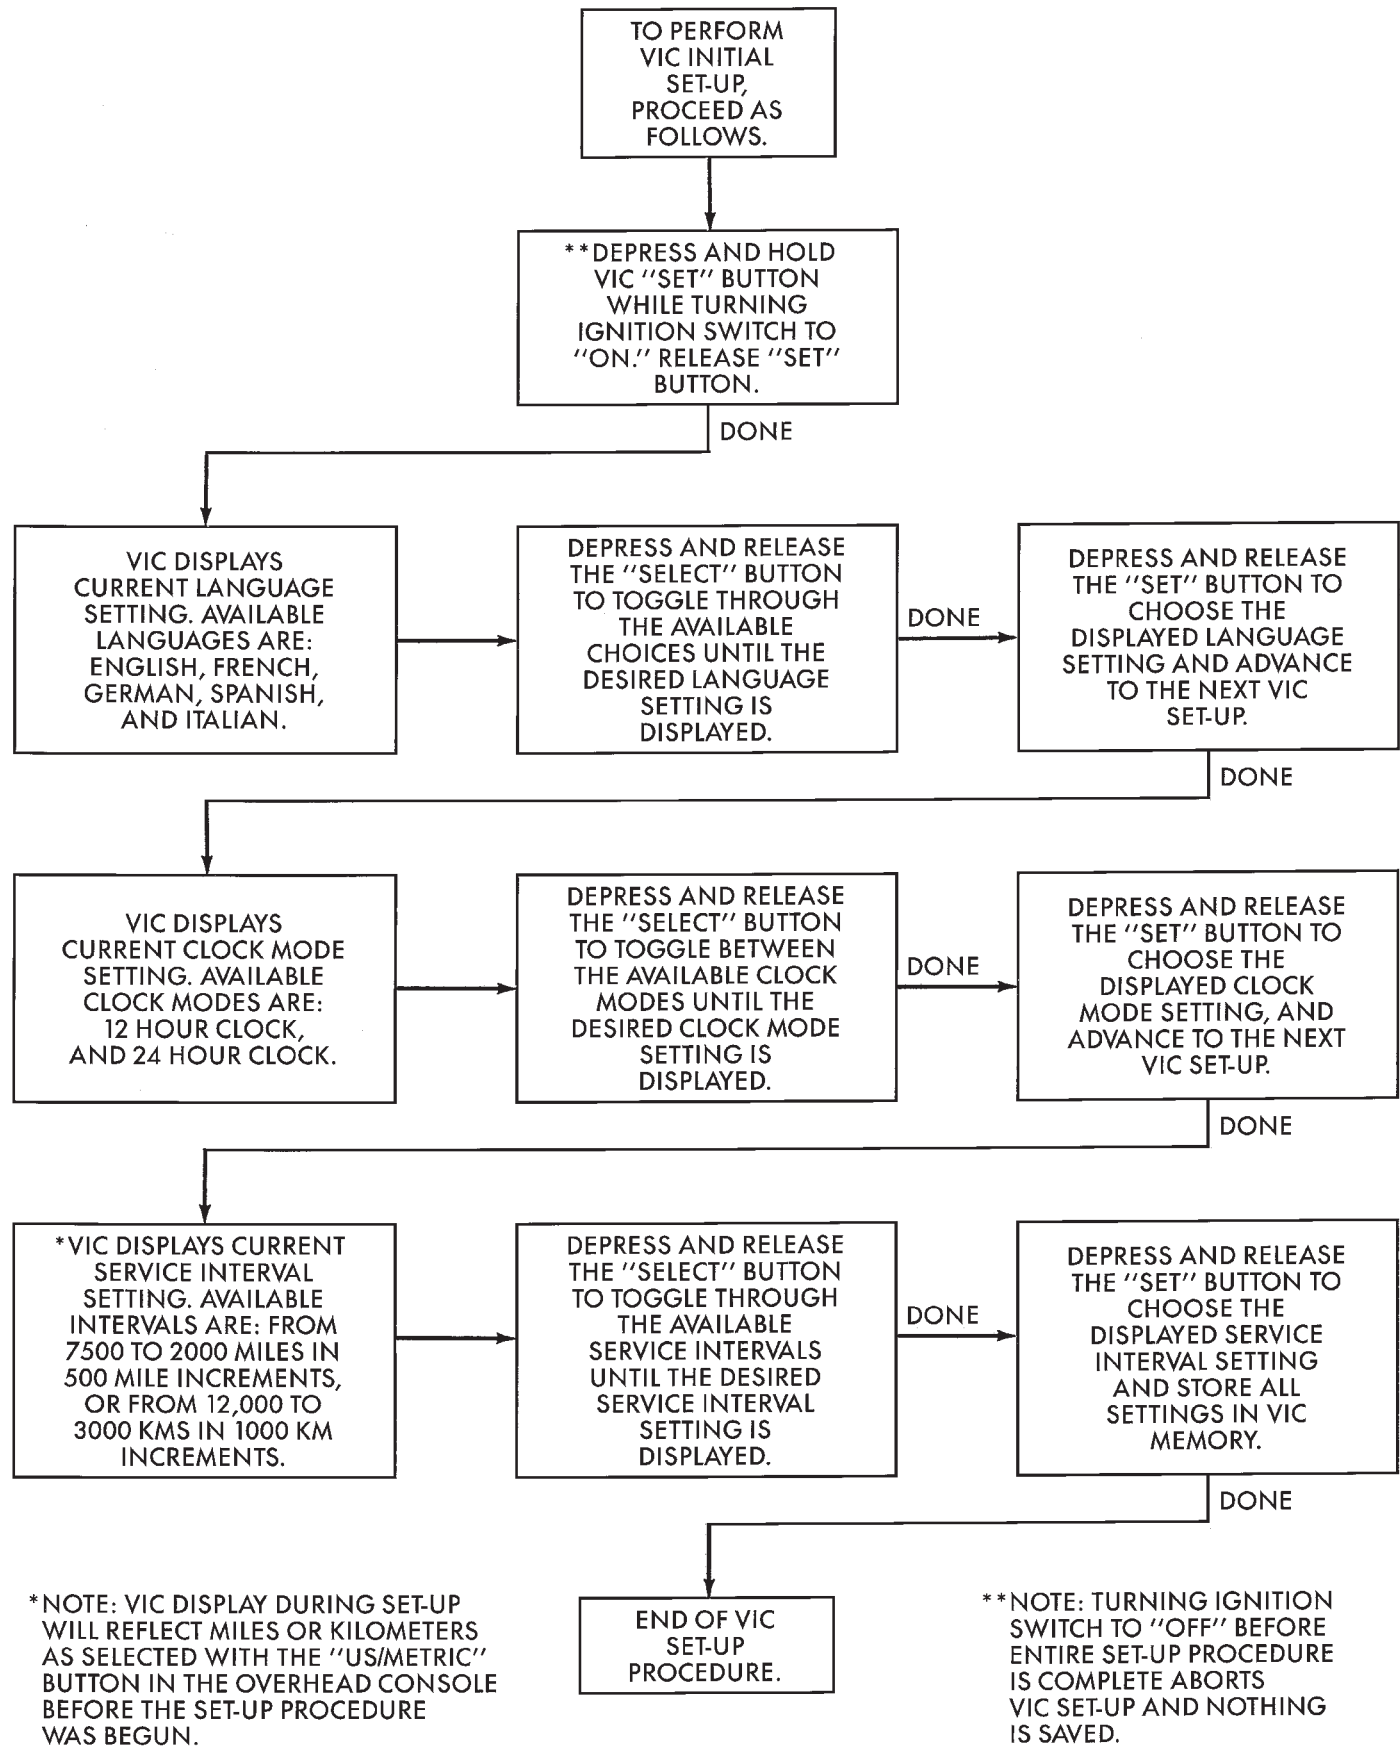 TO PERFORM
VIC INITIAL
SET-UP,
PROCEED AS
FOLLOWS.
**DEPRESS AND HOLD
VIC "SET" BUTTON
WHILE TURNING
IGNITION SWITCH TO
"ON." RELEASE "SET"
BUTTON.
DONE
VIC DISPLAYS
CURRENT LANGUAGE
SETTING. AVAILABLE
LANGUAGES ARE:
ENGLISH, FRENCH,
GERMAN, SPANISH,
AND ITALIAN.
DEPRESS AND RELEASE
THE "SELECT" BUTTON
TO TOGGLE THROUGH
THE AVAILABLE
CHOICES UNTIL THE
DESIRED LANGUAGE
SETTING IS
DISPLAYED.
DONE
DEPRESS AND RELEASE
THE "SET" BUTTON TO
CHOOSE THE
DISPLAYED LANGUAGE
SETTING AND ADVANCE
TO THE NEXT VIC
SET-UP.
DONE
VIC DISPLAYS
CURRENT CLOCK MODE
SETTING. AVAILABLE
CLOCK MODES ARE:
12 HOUR CLOCK,
AND 24 HOUR CLOCK.
DEPRESS AND RELEASE
THE "SELECT" BUTTON
TO TOGGLE BETWEEN
THE AVAILABLE CLOCK
MODES UNTIL THE
DESIRED CLOCK MODE
SETTING IS
DISPLAYED.
DONE
DEPRESS AND RELEASE
THE "SET" BUTTON TO
CHOOSE THE
DISPLAYED CLOCK
MODE SETTING, AND
ADVANCE TO THE NEXT
VIC SET-UP.
DONE
*VIC DISPLAYS CURRENT
SERVICE INTERVAL
SETTING. AVAILABLE
INTERVALS ARE: FROM
7500 TO 2000 MILES IN
500 MILE INCREMENTS,
OR FROM 12,000 TO
3000 KMS IN 1000 KM
INCREMENTS.
DEPRESS AND RELEASE
THE "SELECT" BUTTON
TO TOGGLE THROUGH
THE AVAILABLE
SERVICE INTERVALS
UNTIL THE DESIRED
SERVICE INTERVAL
SETTING IS
DISPLAYED.
DONE
DEPRESS AND RELEASE
THE "SET" BUTTON TO
CHOOSE THE
DISPLAYED SERVICE
INTERVAL SETTING
AND STORE ALL
SETTINGS IN VIC
MEMORY.
DONE
END OF VIC
SET-UP
PROCEDURE.
*NOTE: VIC DISPLAY DURING SET-UP
WILL REFLECT MILES OR KILOMETERS
AS SELECTED WITH THE "US/METRIC"
BUTTON IN THE OVERHEAD CONSOLE
BEFORE THE SET-UP PROCEDURE
WAS BEGUN.
**NOTE: TURNING IGNITION
SWITCH TO "OFF" BEFORE
ENTIRE SET-UP PROCEDURE
IS COMPLETE ABORTS
VIC SET-UP AND NOTHING
IS SAVED.